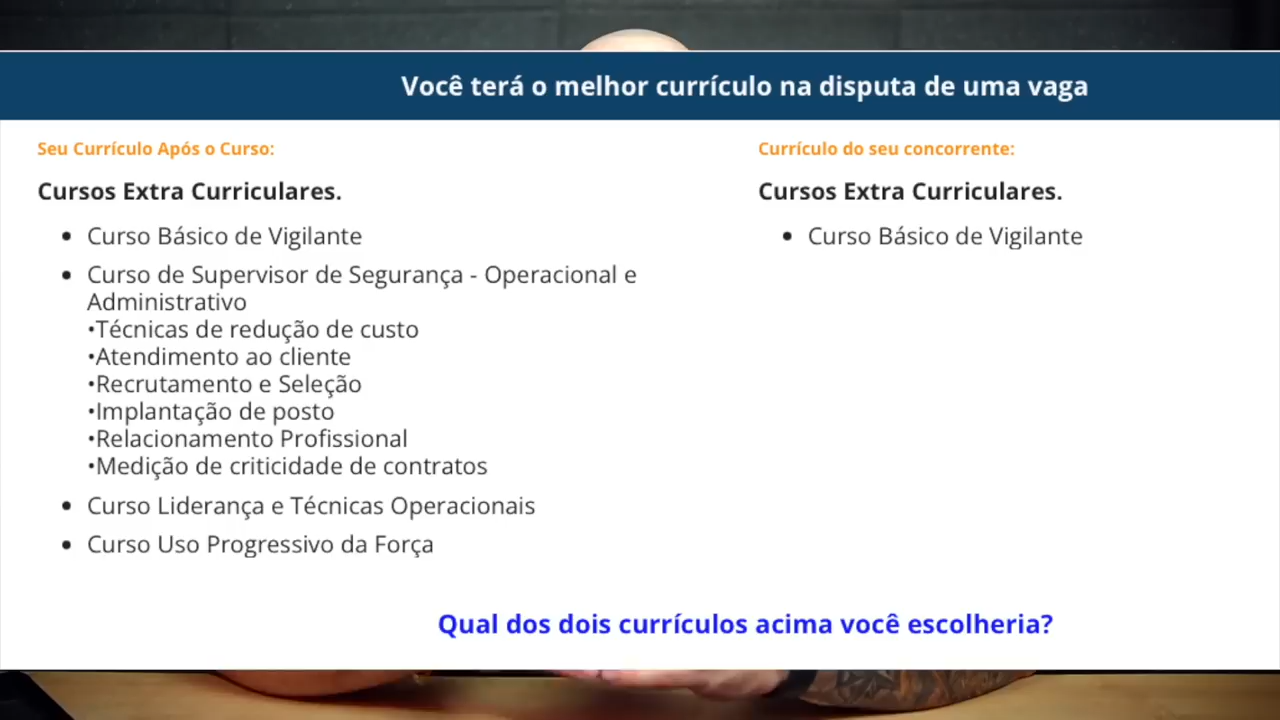 Você terá o melhor currículo na disputa de uma vaga
Seu Currículo Após o Curso:
Cursos Extra Curriculares.
• Curso Básico de Vigilante
• Curso de Supervisor de Segurança - Operacional e
Administrativo
•Técnicas de redução de custo
•Atendimento ao cliente
•Recrutamento e Seleção
•Implantação de posto
•Relacionamento Profissional
•Medição de criticidade de contratos
• Curso Liderança e Técnicas Operacionais
• Curso Uso Progressivo da Força
Currículo do seu concorrente:
Cursos Extra Curriculares.
• Curso Básico de Vigilante
Qual dos dois currículos acima você escolheria?